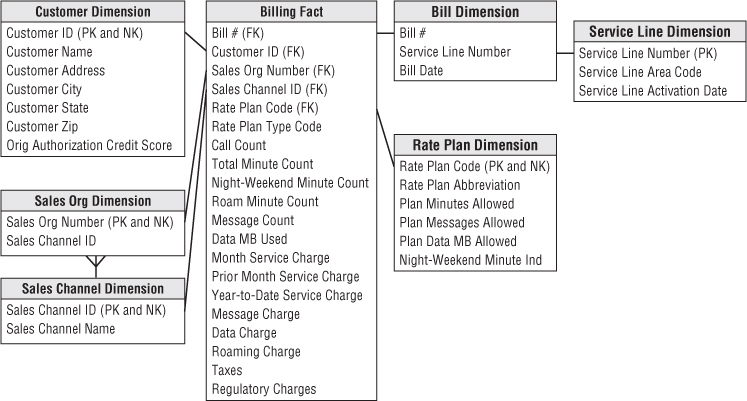 Customer Dimension
Customer ID (PK and NK)
Customer Name
Customer Address
Customer City
Customer State
Customer Zip
Orig Authorization Credit Score
Sales Org Dimension
Sales Org Number (PK and NK)
Sales Channel ID
Sales Channel Dimension
Sales Channel ID (PK and NK)
Sales Channel Name
Billing Fact
Bill # (FK)
Customer ID (FK)
Sales Org Number (FK)
Sales Channel ID (FK)
Rate Plan Code (FK)
Rate Plan Type Code
Call Count
Total Minute Count
Night-Weekend Minute Count
Roam Minute Count
Message Count
Data MB Used
Month Service Charge
Prior Month Service Charge
Year-to-Date Service Charge
Message Charge
Data Charge
Roaming Charge
Taxes
Regulatory Charges
Bill Dimension
Bill #
Service Line Number
Bill Date
Rate Plan Dimension
Rate Plan Code (PK and NK)
Rate Plan Abbreviation
Plan Minutes Allowed
Plan Messages Allowed
Plan Data MB Allowed
Night-Weekend Minute Ind
Service Line Dimension
Service Line Number (PK)
Service Line Area Code
Service Line Activation Date